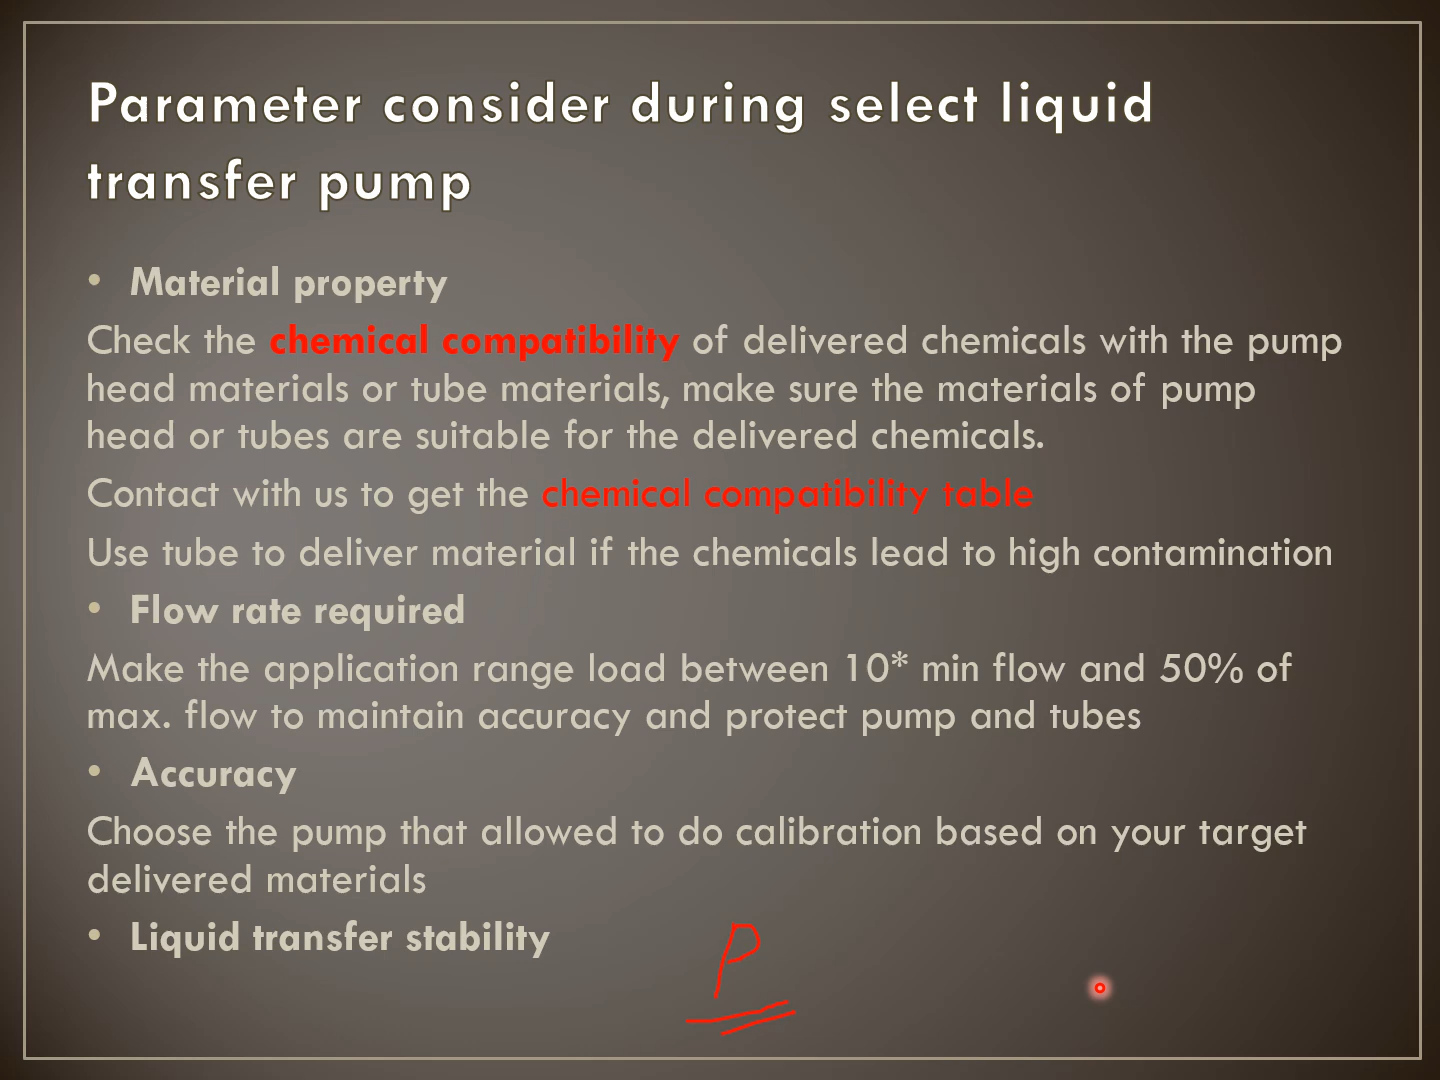 Parameter consider during select liquid
transfer pump
• Material property
Check the chemical compatibility of delivered chemicals with the pump
head materials or tube materials, make sure the materials of pump
head or tubes are suitable for the delivered chemicals.
Contact with us to get the chemical compatibility table
Use tube to deliver material if the chemicals lead to high contamination
• Flow rate required
Make the application range load between 10* min flow and 50% of
max. flow to maintain accuracy and protect pump and tubes
• Accuracy
Choose the pump that allowed to do calibration based on your target
delivered materials
• Liquid transfer stability
P